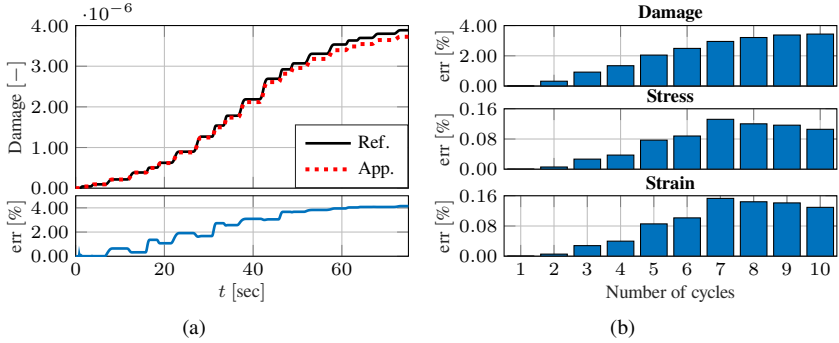 ·10⁻⁶
4.00
3.00
2.00
1.00
0.00
Damage [−]
Ref.
App.
4.00
2.00
0.00
err [%]
0 20 40 60
t [sec]
(a)
Damage
4.00
2.00
0.00
err [%]
Stress
0.16
0.08
0.00
err [%]
Strain
0.16
0.08
0.00
err [%]
1 2 3 4 5 6 7 8 9 10
Number of cycles
(b)